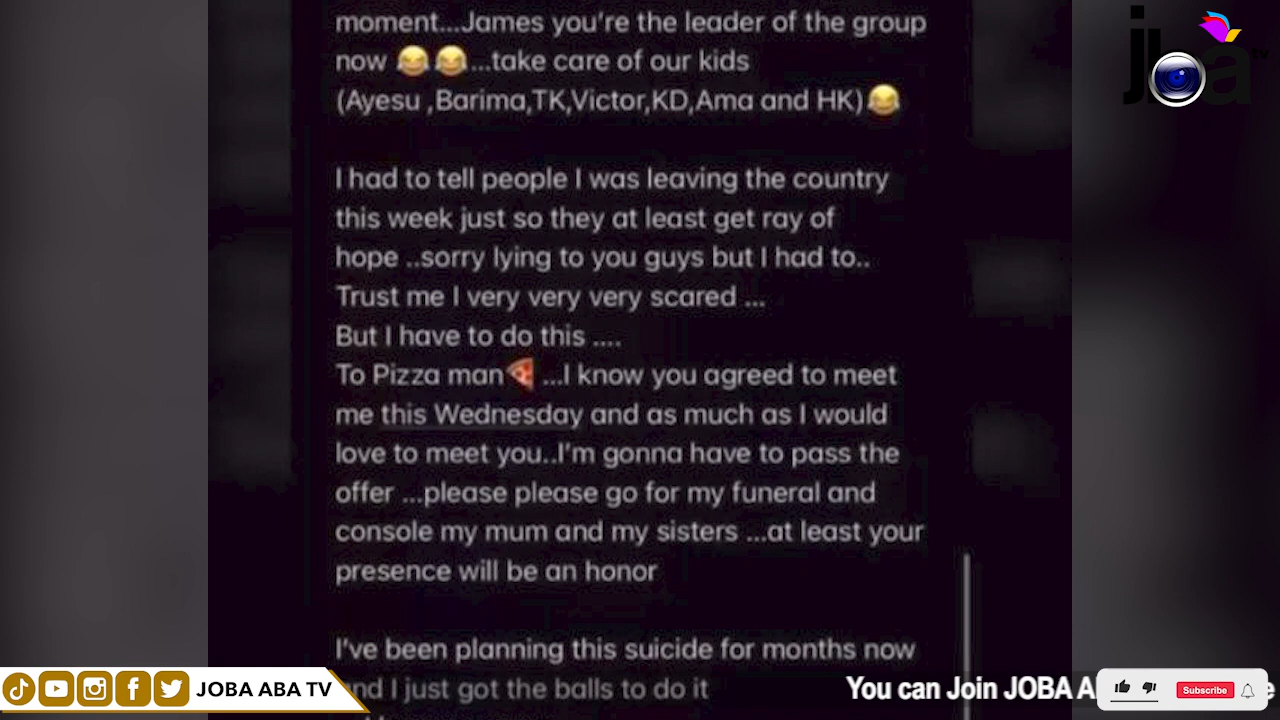 moment...James you're the leader of the group
now 😂😂...take care of our kids
(Ayesu ,Barima,TK,Victor,KD,Ama and HK)😂
I had to tell people I was leaving the country
this week just so they at least get ray of
hope ..sorry lying to you guys but I had to..
Trust me I very very very scared ...
But I have to do this ....
To Pizza man🍕 ...I know you agreed to meet
me this Wednesday and as much as I would
love to meet you..I'm gonna have to pass the
offer ...please please go for my funeral and
console my mum and my sisters ...at least your
presence will be an honor
I've been planning this suicide for months now
and I just got the balls to do it
joba
JOBA ABA TV
You can Join JOBA A
Subscribe